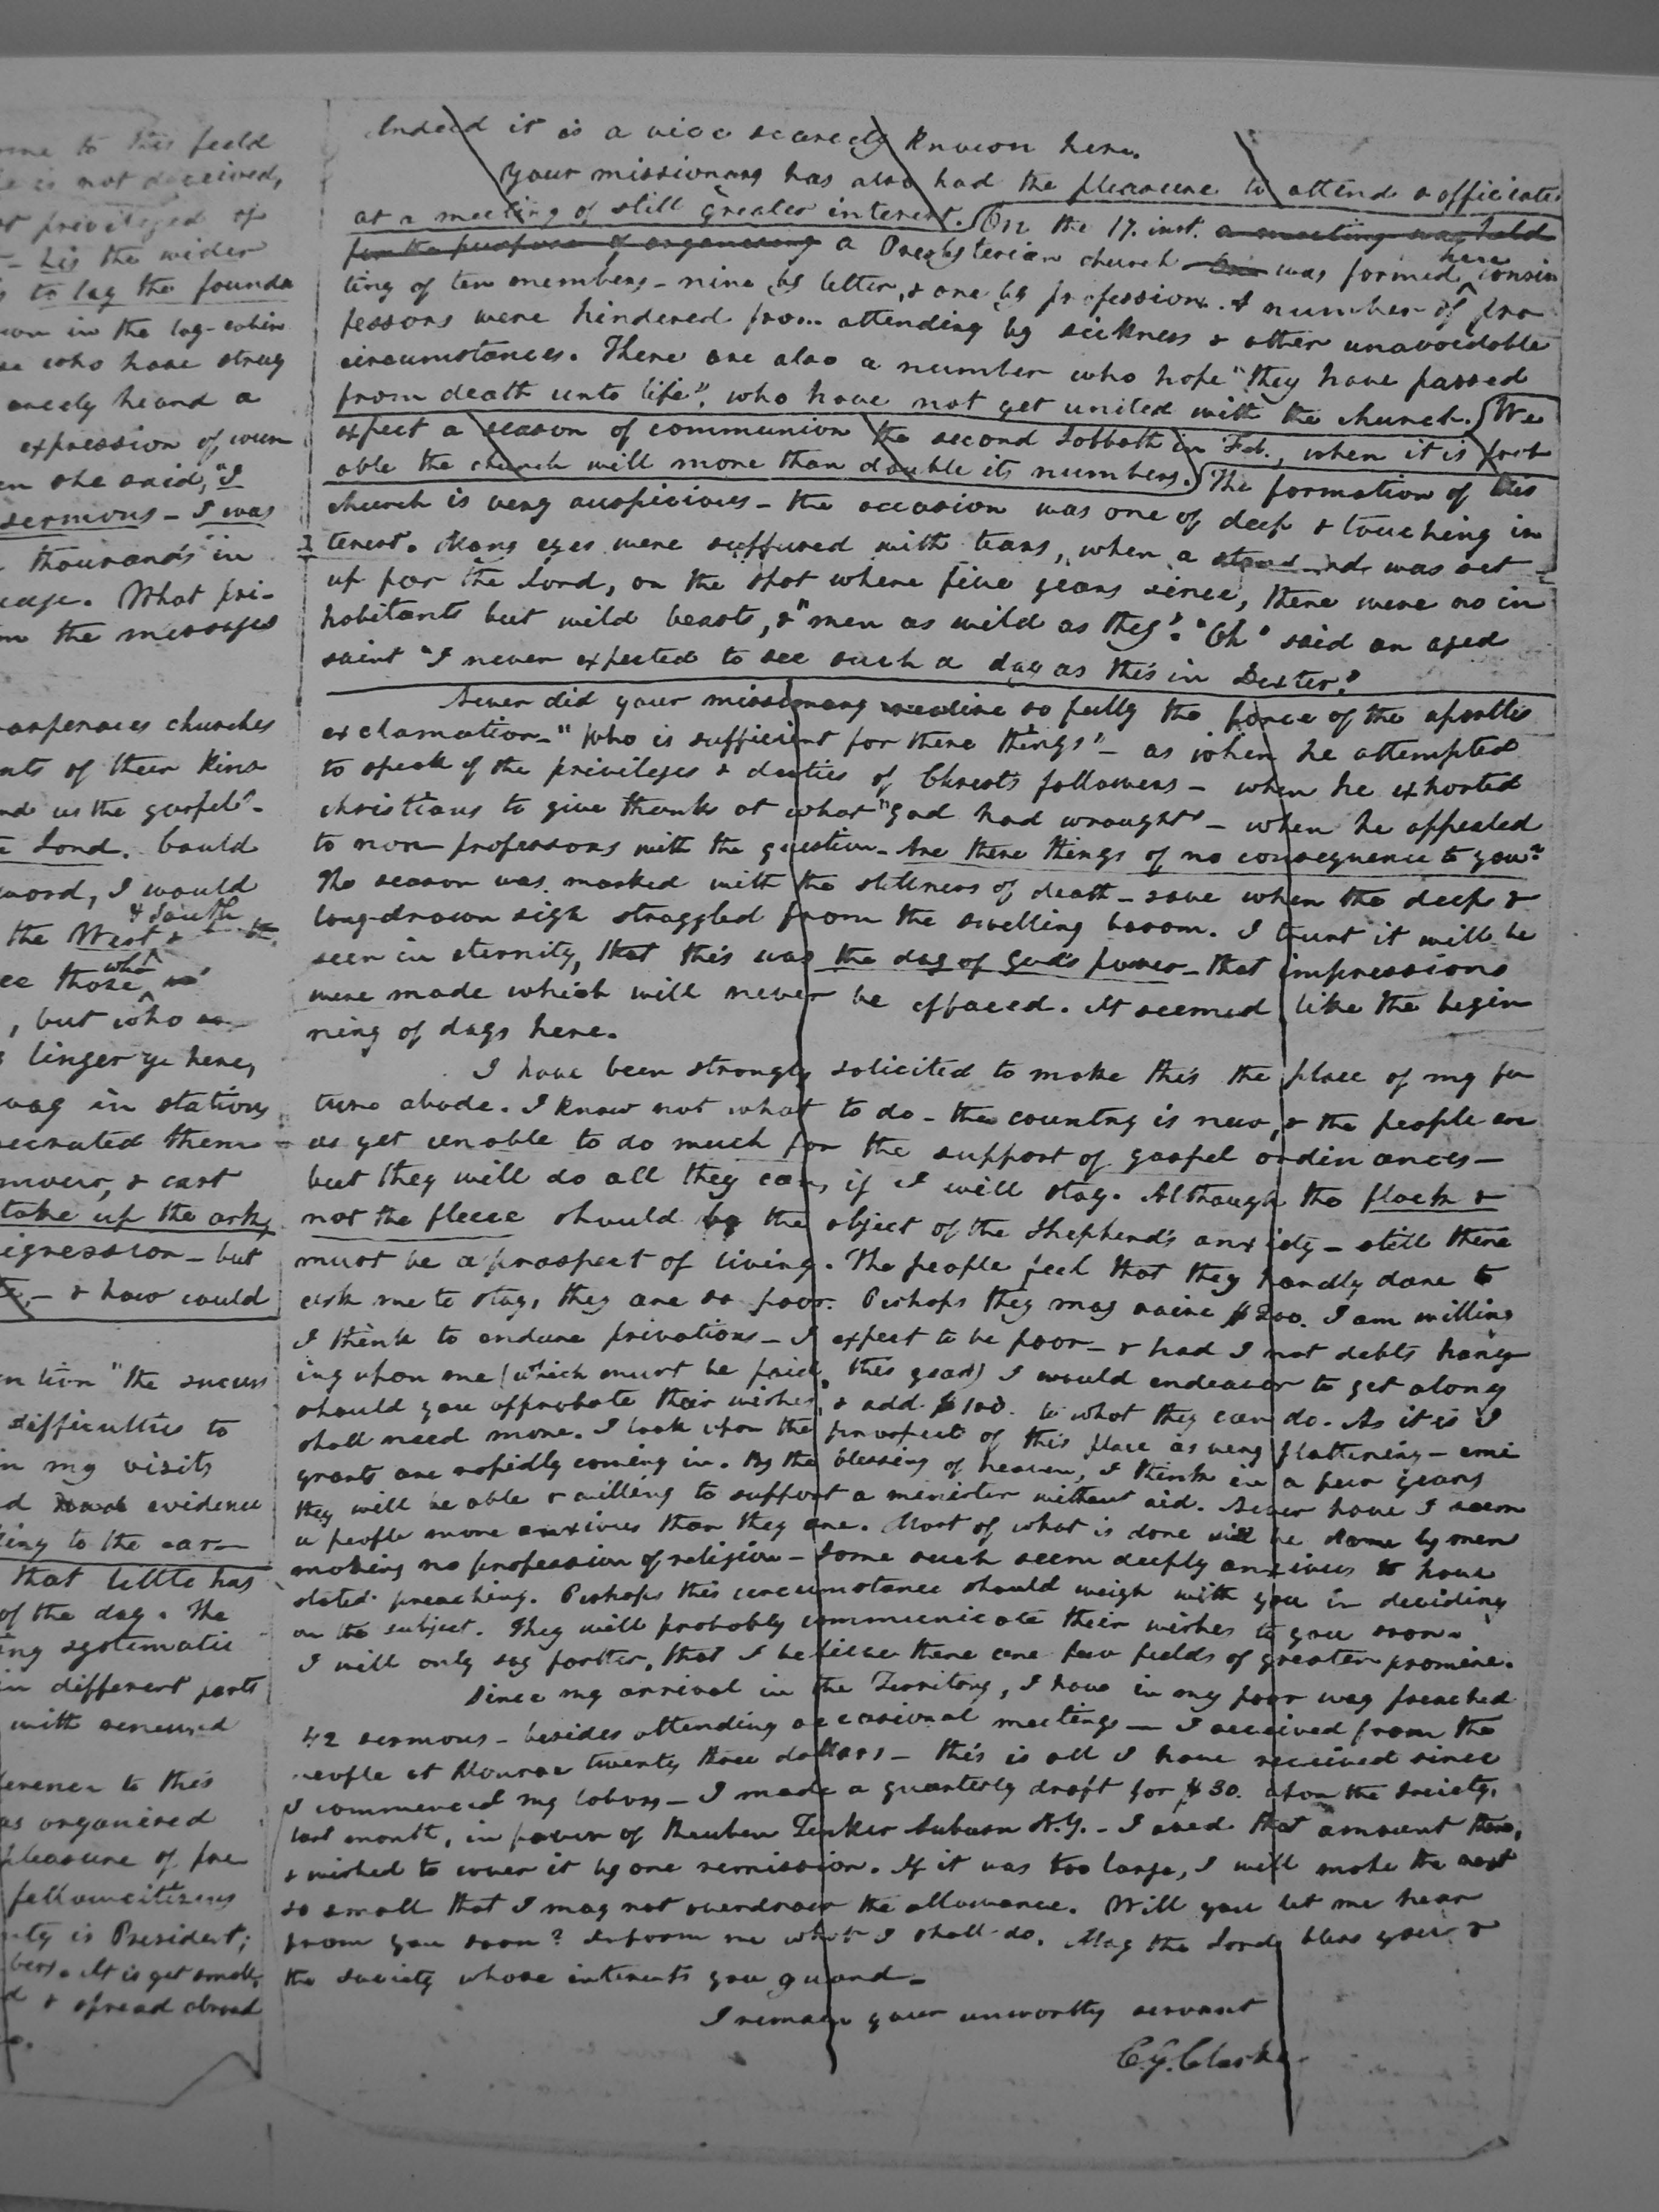 me to this field
is not deceived,
privileged of
his the wider
to lay the founda
in the log-cabin
who have strug
heard a
expression of
she said, "I
sermons - I was
thousands" in
What pri-
the messages
churches
of their kins
us the gospel" -
Lord. Could
word, I would
& South
the West &
who
those
, but who
linger ye here,
in stations
them
& cast
take up the ark,
but
- & how could
"the success
difficulties to
in my visits
evidence
to the ear
that little has
of the day. The
systematic
in different parts
with renewed
to this
as organized
pleasure of
fellowcitizens
is President;
It is yet small,
& spread abroad
Indeed it is a vice scarcely known here.
Your missionary has also had the pleasure to attend & officiate
at a meeting of still greater interest. On the 17. inst. a meeting was held
for the purpose of organizing a Presbyterian church was formed here consis
ting of ten members - nine by letter, & one by profession. A number of pro
fessors were hindered from attending by sickness & other unavoidable
circumstances. There are also a number who hope "they have passed
from death unto life", who have not yet united with the church. We
expect a season of communion the second Sabbath in Feb., when it is prob
able the church will more than double its numbers. The formation of this
church is very auspicious - the occasion was one of deep & touching in
terest. Many eyes were suffused with tears, when a standard was set
up for the Lord, on the spot where five years since, there were no in
habitants but wild beasts, & "men as wild as they". "Oh" said an aged
saint "I never expected to see such a day as this in Dexter."
Never did your missionary realize so fully the force of the apostles
exclamation - "Who is sufficient for these things" - as when he attempted
to speak of the privileges & duties of Christ's followers - when he exhorted
christians to give thanks at what "God had wrought" - when he appealed
to non-professors with the question - Are these things of no consequence to you?
The season was marked with the stillness of death - save when the deep &
long-drawn sigh straggled from the swelling bosom. I trust it will be
seen in eternity, that this was the day of God's power - that impressions
were made which will never be effaced. It seemed like the begin
ning of days here.
I have been strongly solicited to make this the place of my fu
ture abode. I know not what to do - the country is new, & the people are
as yet unable to do much for the support of gospel ordinances -
but they will do all they can, if I will stay. Although the flock &
not the fleece should be the object of the Shepherd's anxiety - still there
must be a prospect of living. The people feel that they hardly dare to
ask me to stay, they are so poor. Perhaps they may raise $200. I am willing
I think to endure privations - I expect to be poor - & had I not debts hang
ing upon me (which must be paid, this year) I would endeavor to get along
should you approbate their wishes, & add $100. to what they can do. As it is I
shall need more. I look upon the prospect of this place as very flattering - emi
grants are rapidly coming in. By the blessing of heaven, I think in a few years
they will be able & willing to support a minister without aid. Never have I seen
a people more anxious than they are. Most of what is done will be done by men
making no profession of religion - some such seem deeply anxious to have
stated preaching. Perhaps this circumstance should weigh with you in deciding
on the subject. They will probably communicate their wishes to you soon.
I will only say farther, that I believe there are few fields of greater promise.
Since my arrival in the Territory, I have in my poor way preached
42 sermons - besides attending occasional meetings - I received from the
people at Monroe twenty three dollars - this is all I have received since
I commenced my labors - I made a quarterly draft for $30. upon the society,
last month, in favor of Reuben Tinker Auburn N.Y. - I owed that amount there,
& wished to cover it by one remission. If it was too large, I will make the next
so small that I may not overdraw the allowance. Will you let me hear
from you soon? Inform me what I shall do. May the Lord bless you &
the society whose interests you guard -
I remain your unworthy servant
C.G. Clarke